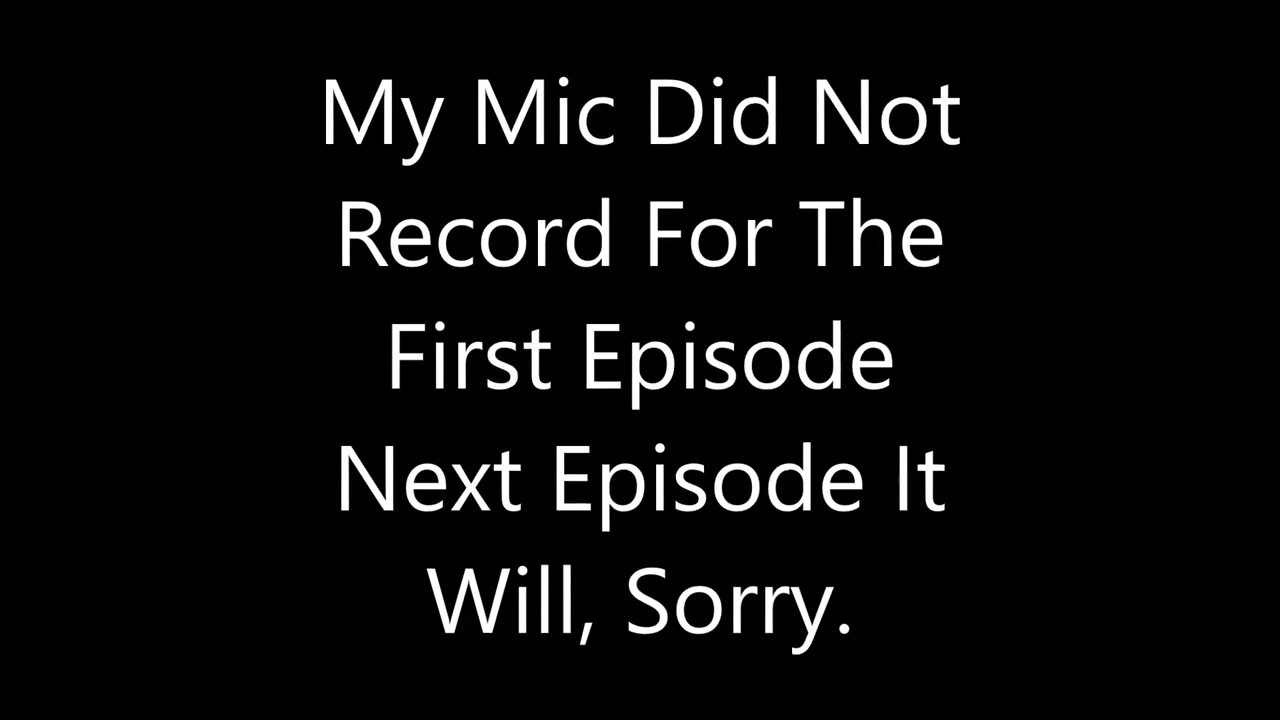 My Mic Did Not
Record For The
First Episode
Next Episode It
Will, Sorry.